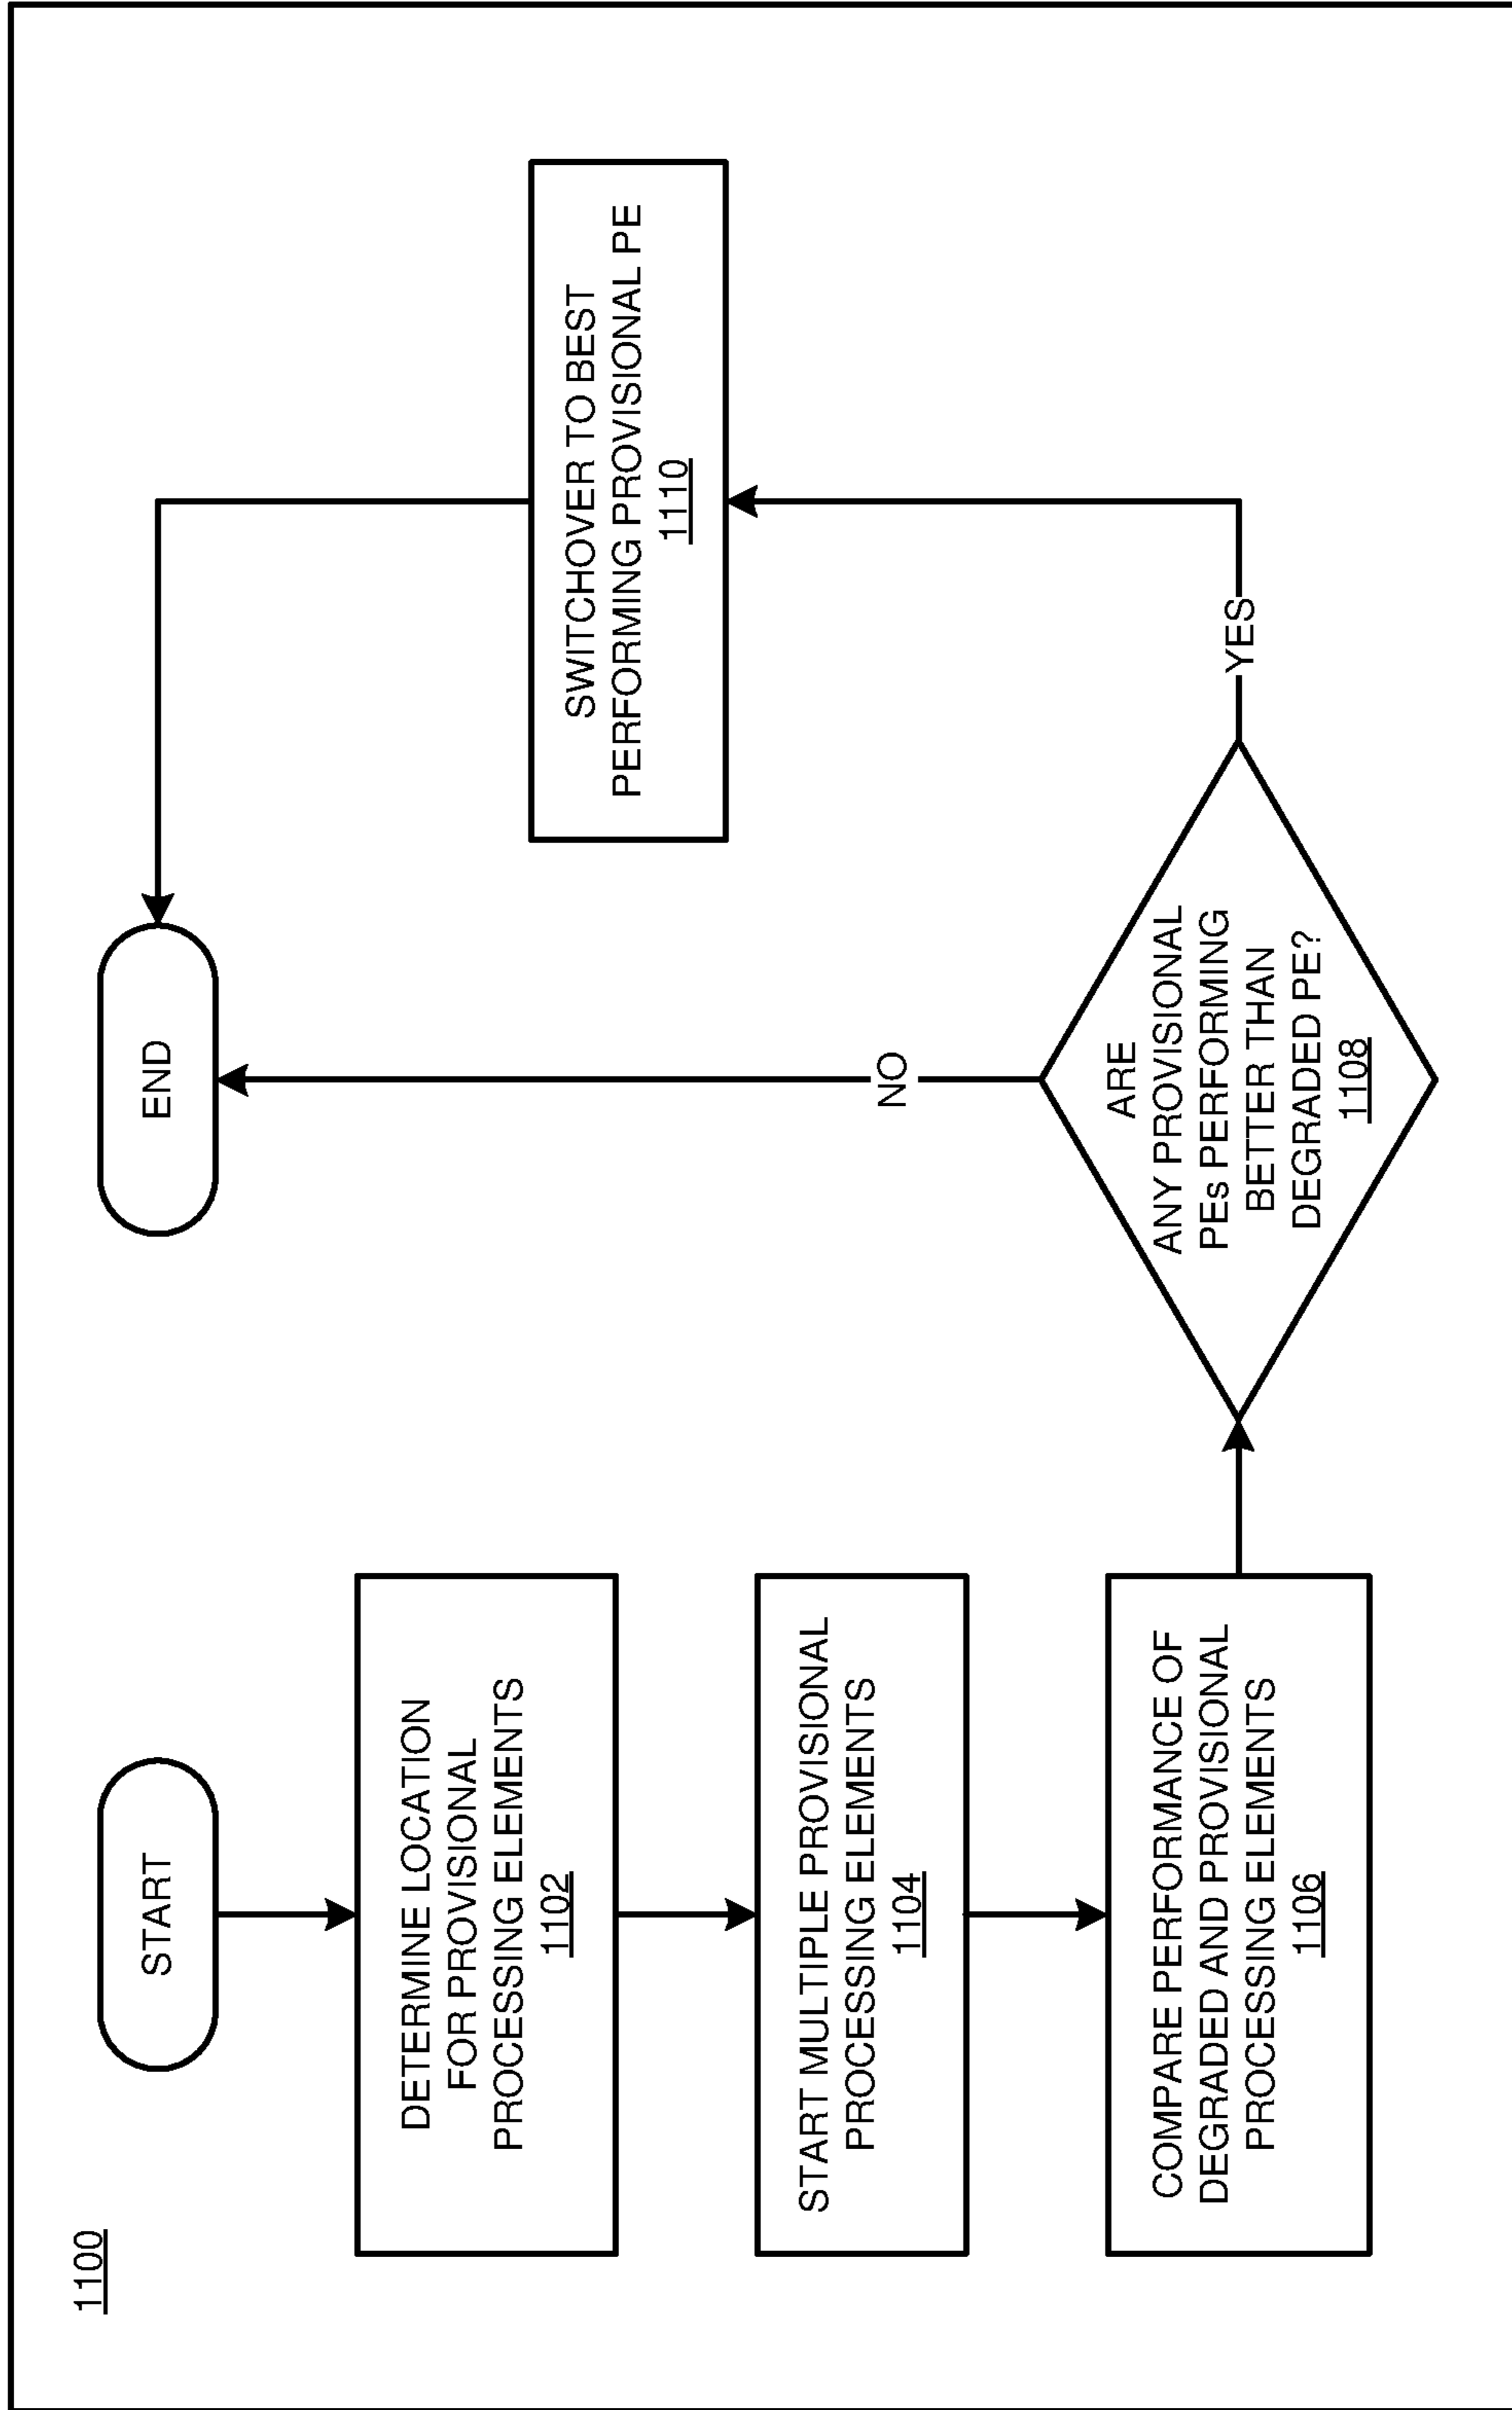 1100
START
DETERMINE LOCATION
FOR PROVISIONAL
PROCESSING ELEMENTS
1102
START MULTIPLE PROVISIONAL
PROCESSING ELEMENTS
1104
COMPARE PERFORMANCE OF
DEGRADED AND PROVISIONAL
PROCESSING ELEMENTS
1106
ARE
ANY PROVISIONAL
PEs PERFORMING
BETTER THAN
DEGRADED PE?
1108
NO
YES
SWITCHOVER TO BEST
PERFORMING PROVISIONAL PE
1110
END